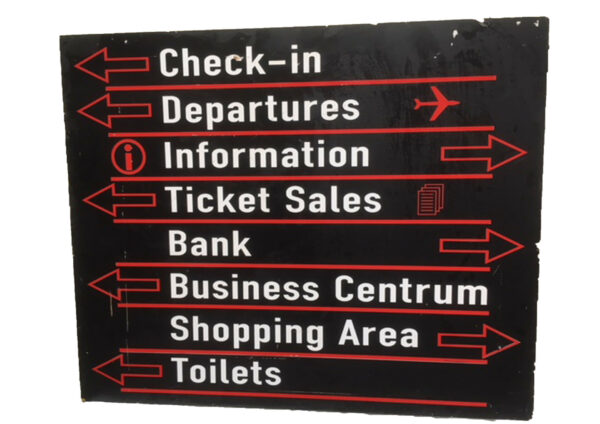 Check-in
Departures
Information
Ticket Sales
Bank
Business Centrum
Shopping Area
Toilets